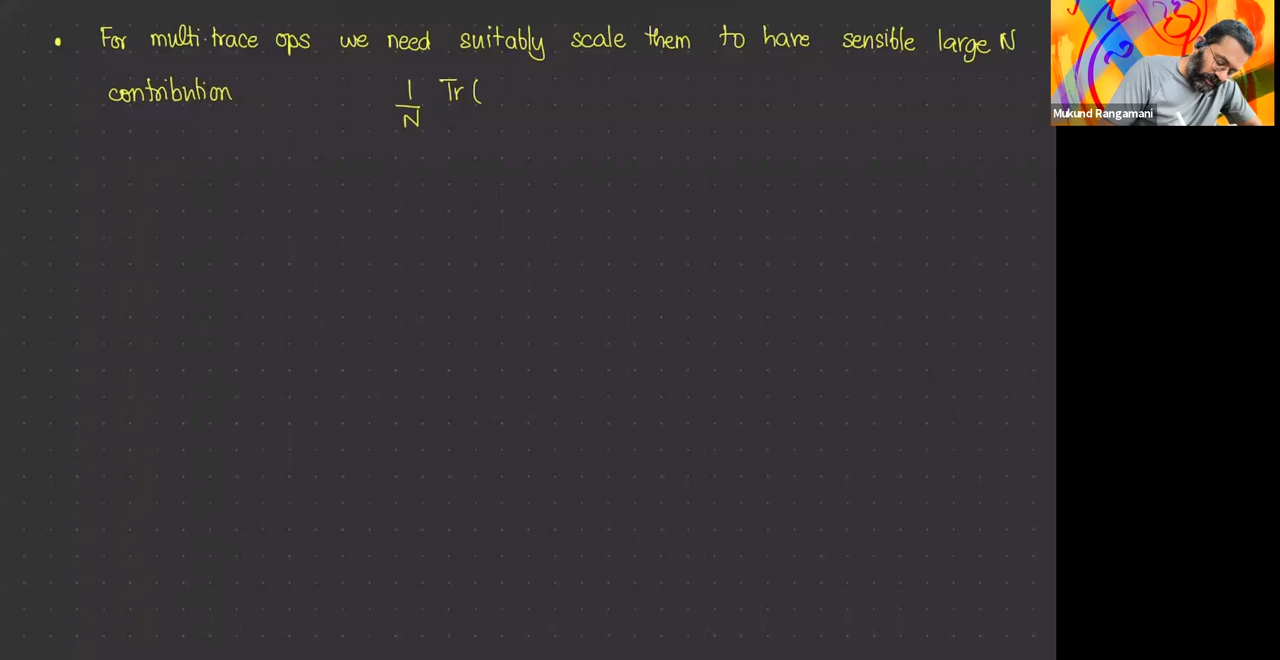 • For multi-trace ops we need suitably scale them to have sensible large N
contribution 1/N Tr (
Mukund Rangamani